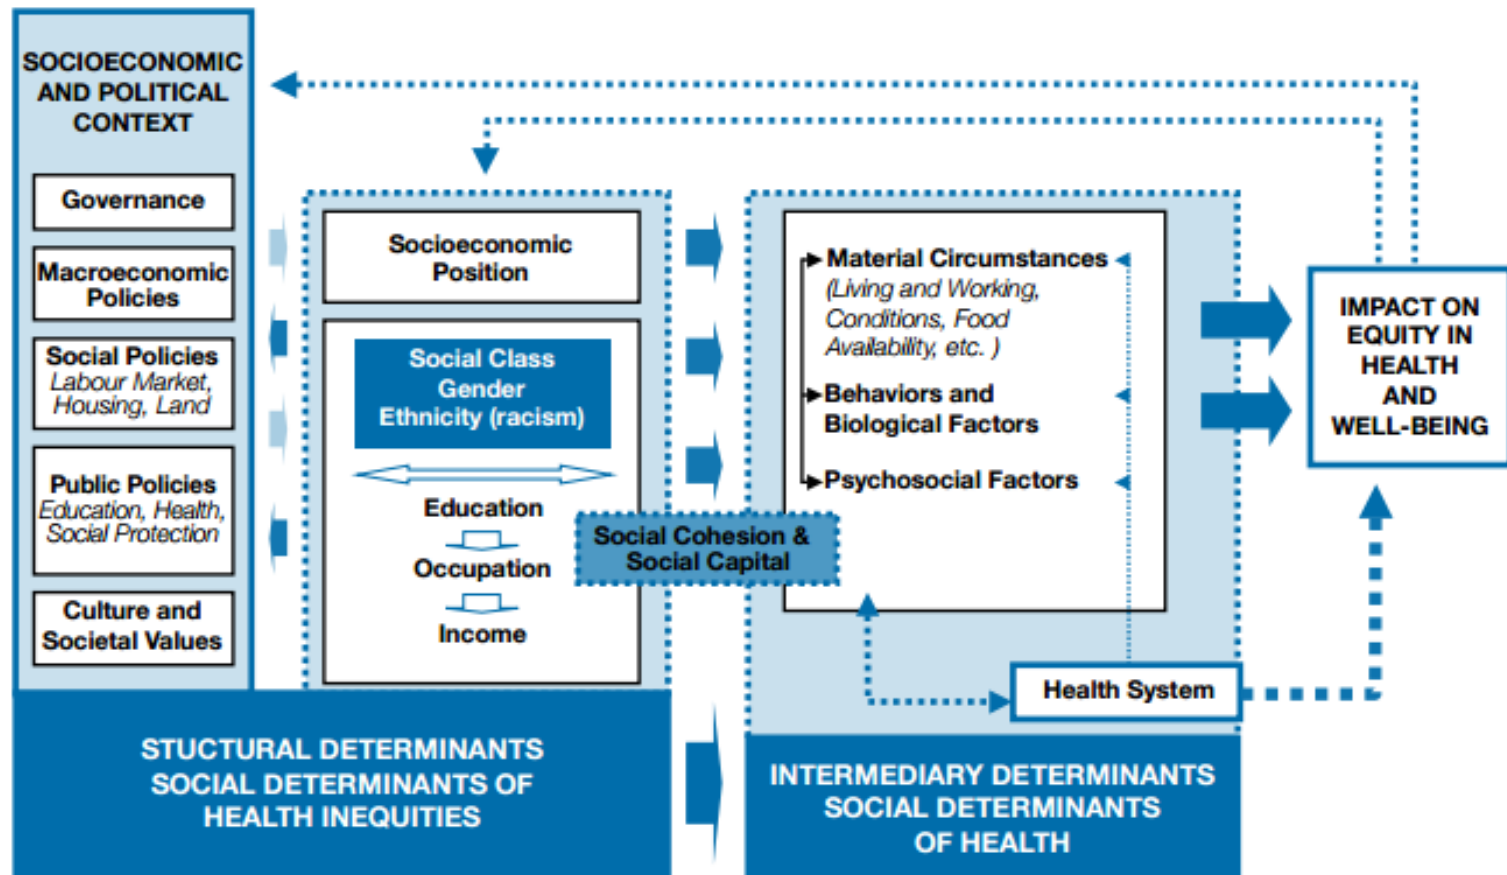 SOCIOECONOMIC
AND POLITICAL
CONTEXT
Governance
Macroeconomic
Policies
Social Policies
Labour Market,
Housing, Land
Public Policies
Education, Health,
Social Protection
Culture and
Societal Values
Socioeconomic
Position
Social Class
Gender
Ethnicity (racism)
Education
Occupation
Income
Social Cohesion &
Social Capital
Material Circumstances
(Living and Working,
Conditions, Food
Availability, etc. )
Behaviors and
Biological Factors
Psychosocial Factors
Health System
IMPACT ON
EQUITY IN
HEALTH
AND
WELL-BEING
STUCTURAL DETERMINANTS
SOCIAL DETERMINANTS OF
HEALTH INEQUITIES
INTERMEDIARY DETERMINANTS
SOCIAL DETERMINANTS
OF HEALTH